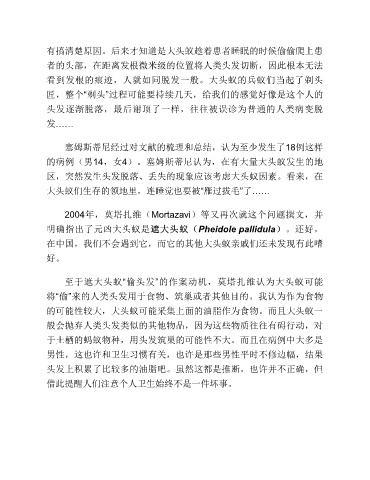 有搞清楚原因。后来才知道是大头蚁趁着患者睡眠的时候偷偷爬上患
者的头部，在距离发根微米级的位置将人类头发切断，因此根本无法
看到发根的痕迹，人就如同脱发一般。大头蚁的兵蚁们当起了剃头
匠，整个“剃头”过程可能要持续几天，给我们的感觉好像是这个人的
头发逐渐脱落，最后谢顶了一样，往往被误诊为普通的人类病变脱
发……
塞姆斯蒂尼经过对文献的梳理和总结，认为至少发生了18例这样
的病例（男14，女4）。塞姆斯蒂尼认为，在有大量大头蚁发生的地
区，突然发生头发脱落、丢失的现象应该考虑大头蚁因素。看来，在
大头蚁们生存的领地里，连睡觉也要被“雁过拔毛”了……
2004年，莫塔扎维（Mortazavi）等又再次就这个问题撰文，并
明确指出了元凶大头蚁是遮大头蚁（Pheidole pallidula）。还好，
在中国，我们不会遇到它，而它的其他大头蚁亲戚们还未发现有此嗜
好。
至于遮大头蚁“偷头发”的作案动机，莫塔扎维认为大头蚁可能
将“偷”来的人类头发用于食物、筑巢或者其他目的。我认为作为食物
的可能性较大，大头蚁可能采集上面的油脂作为食物。而且大头蚁一
般会抛弃人类头发类似的其他物品，因为这些物质往往有碍行动，对
于土栖的蚂蚁物种，用头发筑巢的可能性不大。而且在病例中大多是
男性，这也许和卫生习惯有关，也许是那些男性平时不修边幅，结果
头发上积累了比较多的油脂吧。虽然这都是推断，也许并不正确，但
借此提醒人们注意个人卫生始终不是一件坏事。